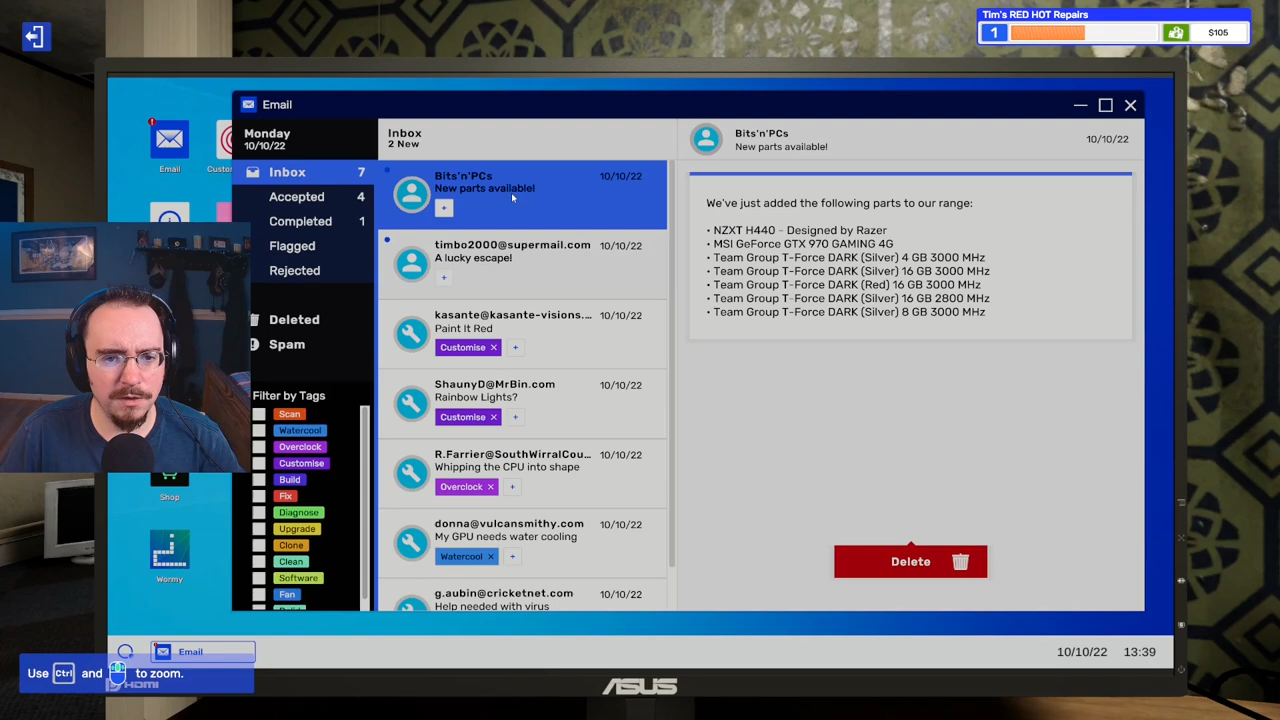 Tim's RED HOT Repairs
1
$105
Email
Email
Custo
Monday
10/10/22
Inbox 7
Accepted 4
Completed 1
Flagged
Rejected
Deleted
Spam
Filter by Tags
Scan
Watercool
Overclock
Customise
Build
Fix
Diagnose
Upgrade
Clone
Clean
Software
Fan
Inbox
2 New
Bits'n'PCs 10/10/22
New parts available!
+
timbo2000@supermail.com 10/10/22
A lucky escape!
+
kasante@kasante-visions.... 10/10/22
Paint It Red
Customise × +
ShaunyD@MrBin.com 10/10/22
Rainbow Lights?
Customise × +
R.Farrier@SouthWirralCou... 10/10/22
Whipping the CPU into shape
Overclock × +
donna@vulcansmithy.com 10/10/22
My GPU needs water cooling
Watercool × +
g.aubin@cricketnet.com 10/10/22
Help needed with virus
Bits'n'PCs 10/10/22
New parts available!
We've just added the following parts to our range:
• NZXT H440 - Designed by Razer
• MSI GeForce GTX 970 GAMING 4G
• Team Group T-Force DARK (Silver) 4 GB 3000 MHz
• Team Group T-Force DARK (Silver) 16 GB 3000 MHz
• Team Group T-Force DARK (Red) 16 GB 3000 MHz
• Team Group T-Force DARK (Silver) 16 GB 2800 MHz
• Team Group T-Force DARK (Silver) 8 GB 3000 MHz
Delete
Shop
Wormy
Email
10/10/22 13:39
Use Ctrl and to zoom.
HDMI
ASUS